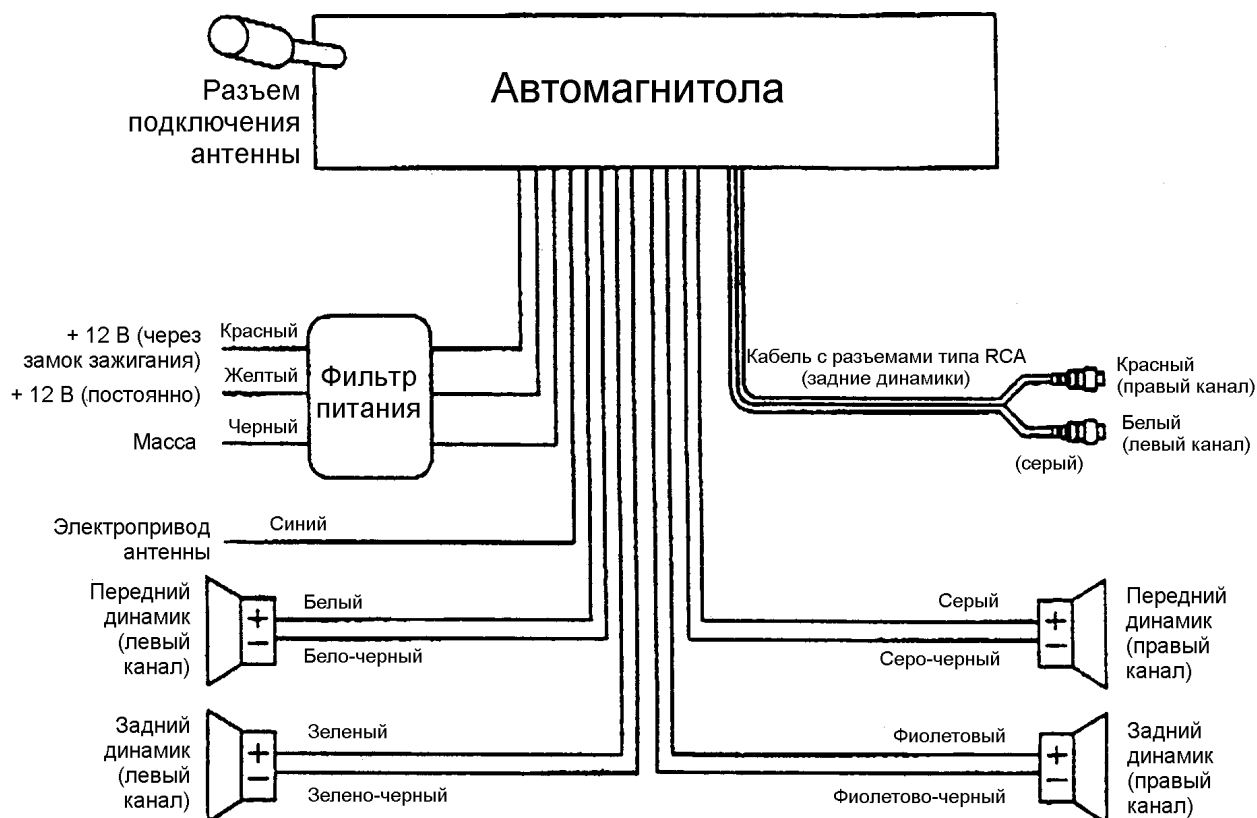 Автомагнитола
Разъем
подключения
антенны
+ 12 В (через
замок зажигания)
Красный
+ 12 В (постоянно)
Желтый
Масса
Черный
Фильтр
питания
Кабель с разъемами типа RCA
(задние динамики)
Красный
(правый канал)
Белый
(левый канал)
(серый)
Электропривод
антенны
Синий
Передний
динамик
(левый
канал)
+
−
Белый
Бело-черный
Серый
Серо-черный
+
−
Передний
динамик
(правый
канал)
Задний
динамик
(левый
канал)
+
−
Зеленый
Зелено-черный
Фиолетовый
Фиолетово-черный
+
−
Задний
динамик
(правый
канал)